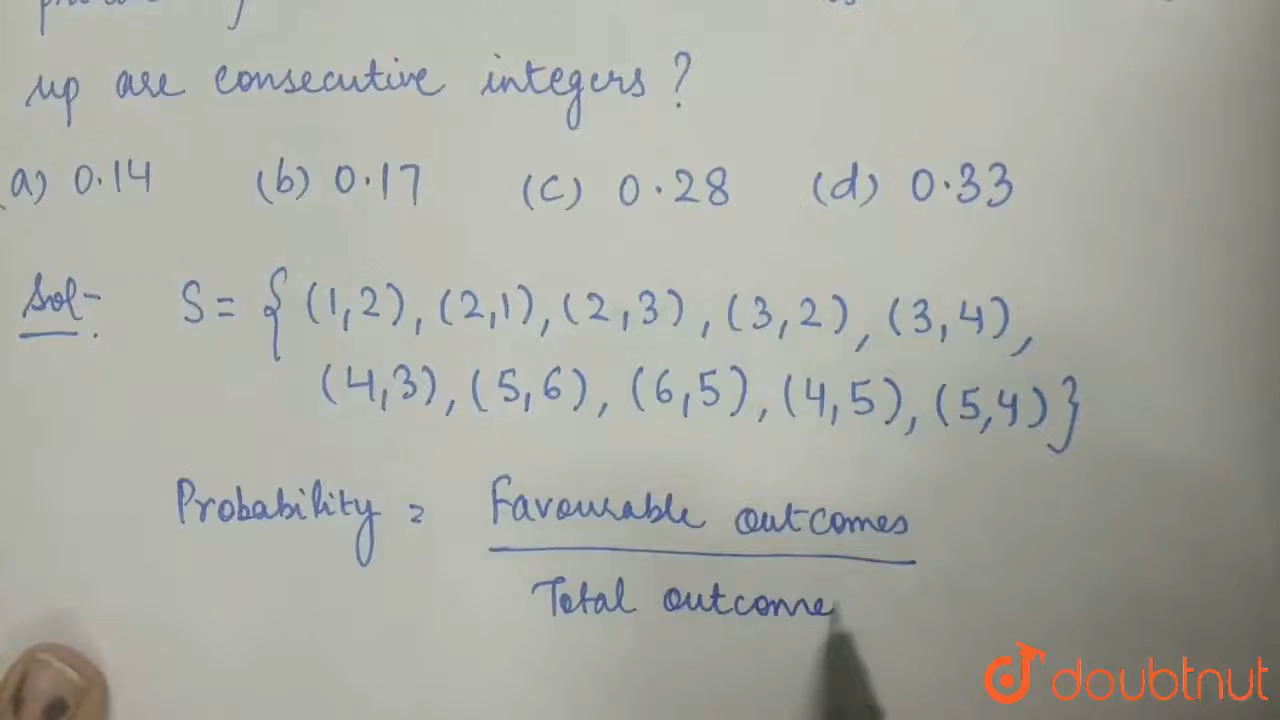 up are consecutive integers?
(a) 0.14 (b) 0.17 (c) 0.28 (d) 0.33
Sol-. S = { (1,2), (2,1), (2,3), (3,2), (3,4),
(4,3), (5,6), (6,5), (4,5), (5,4) }
Probability = Favourable outcomes
Total outcome
doubtnut